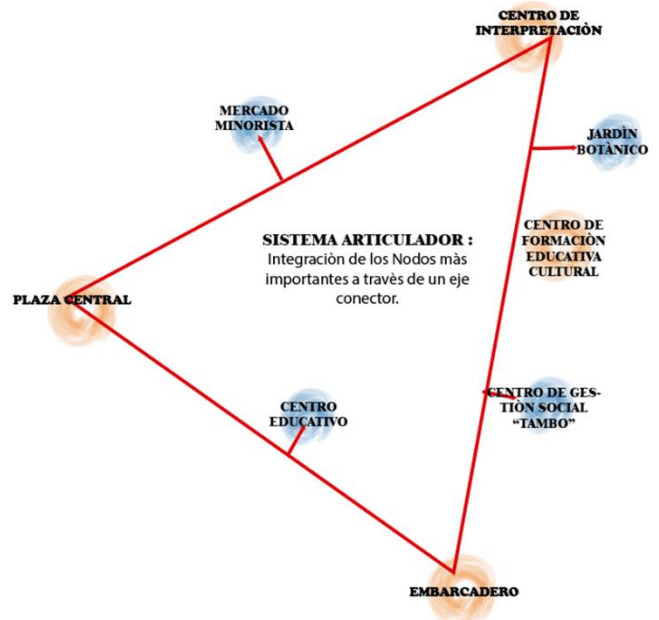 CENTRO DE
INTERPRETACIÒN
MERCADO
MINORISTA
JARDÌN
BOTÀNICO
CENTRO DE
FORMACIÒN
EDUCATIVA
CULTURAL
SISTEMA ARTICULADOR :
Integraciòn de los Nodos màs
importantes a travès de un eje
conector.
PLAZA CENTRAL
CENTRO DE GES-
TIÒN SOCIAL
“TAMBO”
CENTRO
EDUCATIVO
EMBARCADERO